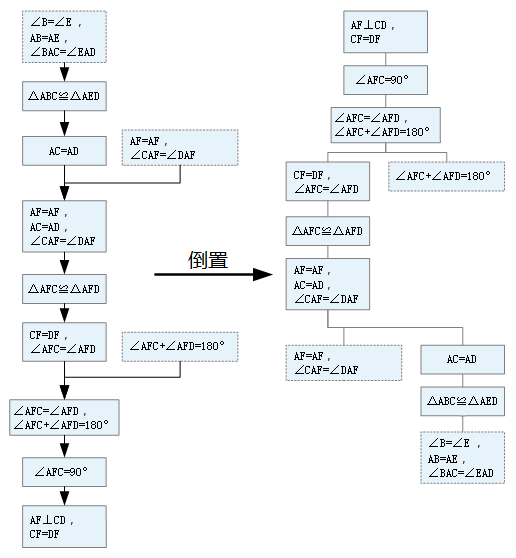 ∠B=∠E ,
AB=AE ,
∠BAC=∠EAD
△ABC≌△AED
AC=AD
AF=AF ,
∠CAF=∠DAF
AF=AF ,
AC=AD ,
∠CAF=∠DAF
△AFC≌△AFD
CF=DF ,
∠AFC=∠AFD
∠AFC+∠AFD=180°
∠AFC=∠AFD ,
∠AFC+∠AFD=180°
∠AFC=90°
AF⊥CD ,
CF=DF
倒置
AF⊥CD ,
CF=DF
∠AFC=90°
∠AFC=∠AFD ,
∠AFC+∠AFD=180°
CF=DF ,
∠AFC=∠AFD
∠AFC+∠AFD=180°
△AFC≌△AFD
AF=AF ,
AC=AD ,
∠CAF=∠DAF
AF=AF ,
∠CAF=∠DAF
AC=AD
△ABC≌△AED
∠B=∠E ,
AB=AE ,
∠BAC=∠EAD